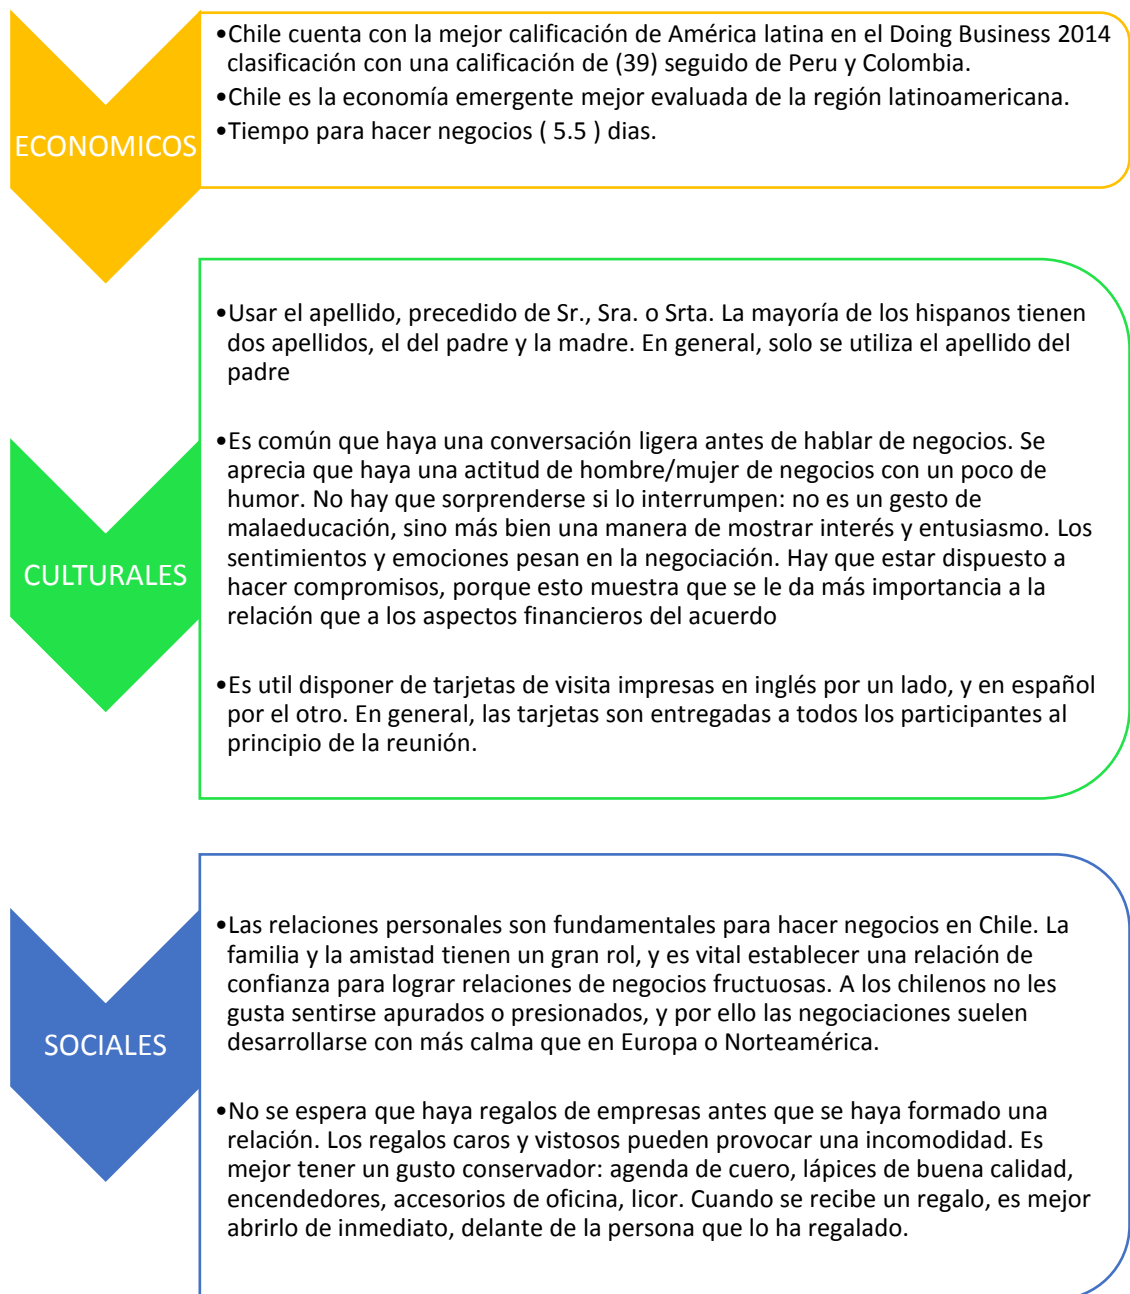 ECONOMICOS
•Chile cuenta con la mejor calificación de América latina en el Doing Business 2014
clasificación con una calificación de (39) seguido de Peru y Colombia.
•Chile es la economía emergente mejor evaluada de la región latinoamericana.
•Tiempo para hacer negocios ( 5.5 ) dias.
CULTURALES
•Usar el apellido, precedido de Sr., Sra. o Srta. La mayoría de los hispanos tienen
dos apellidos, el del padre y la madre. En general, solo se utiliza el apellido del
padre
•Es común que haya una conversación ligera antes de hablar de negocios. Se
aprecia que haya una actitud de hombre/mujer de negocios con un poco de
humor. No hay que sorprenderse si lo interrumpen: no es un gesto de
malaeducación, sino más bien una manera de mostrar interés y entusiasmo. Los
sentimientos y emociones pesan en la negociación. Hay que estar dispuesto a
hacer compromisos, porque esto muestra que se le da más importancia a la
relación que a los aspectos financieros del acuerdo
•Es util disponer de tarjetas de visita impresas en inglés por un lado, y en español
por el otro. En general, las tarjetas son entregadas a todos los participantes al
principio de la reunión.
SOCIALES
•Las relaciones personales son fundamentales para hacer negocios en Chile. La
familia y la amistad tienen un gran rol, y es vital establecer una relación de
confianza para lograr relaciones de negocios fructuosas. A los chilenos no les
gusta sentirse apurados o presionados, y por ello las negociaciones suelen
desarrollarse con más calma que en Europa o Norteamérica.
•No se espera que haya regalos de empresas antes que se haya formado una
relación. Los regalos caros y vistosos pueden provocar una incomodidad. Es
mejor tener un gusto conservador: agenda de cuero, lápices de buena calidad,
encendedores, accesorios de oficina, licor. Cuando se recibe un regalo, es mejor
abrirlo de inmediato, delante de la persona que lo ha regalado.